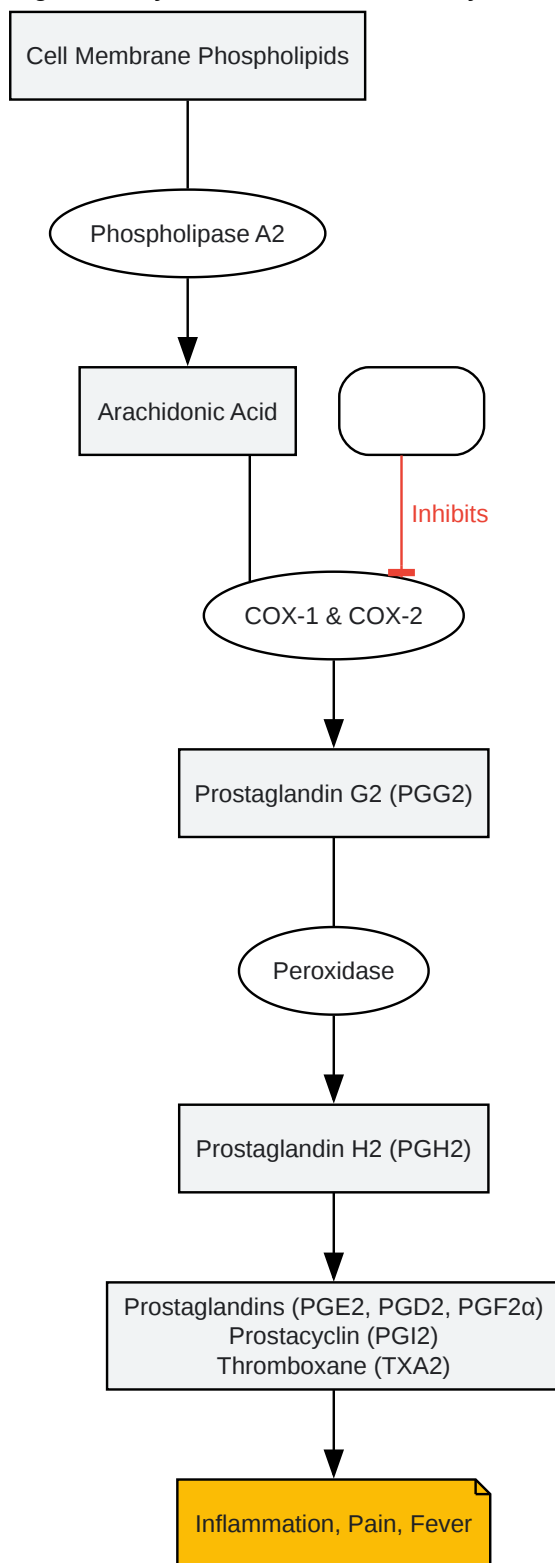 Cell Membrane Phospholipids
Phospholipase A2
Arachidonic Acid
Inhibits
COX-1 & COX-2
Prostaglandin G2 (PGG2)
Peroxidase
Prostaglandin H2 (PGH2)
Prostaglandins (PGE2, PGD2, PGF2α)
Prostacyclin (PGI2)
Thromboxane (TXA2)
Inflammation, Pain, Fever